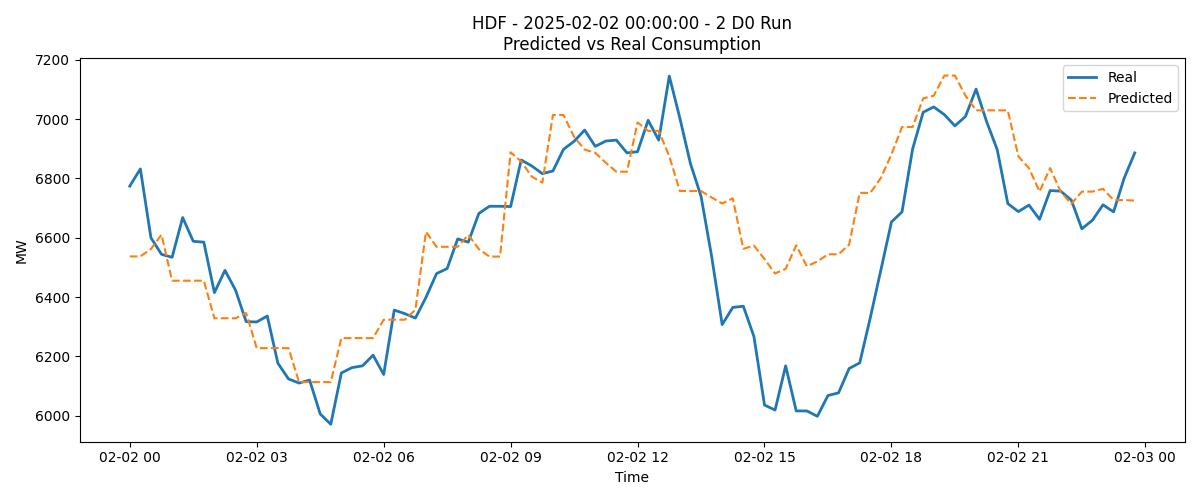 HDF - 2025-02-02 00:00:00 - 2 D0 Run
Predicted vs Real Consumption
7200
7000
6800
6600
6400
6200
6000
MW
Real
Predicted
02-02 00
02-02 03
02-02 06
02-02 09
02-02 12
02-02 15
02-02 18
02-02 21
02-03 00
Time